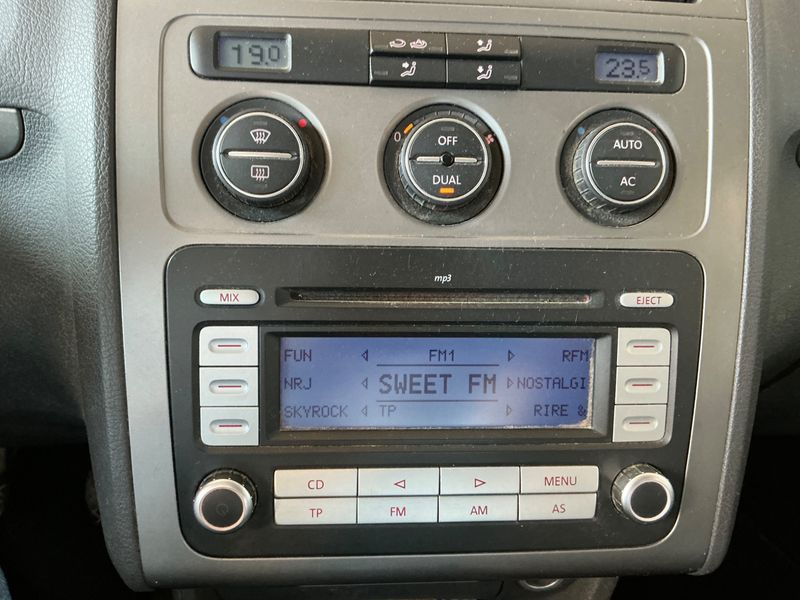 19.0
23.5
0
OFF
DUAL
AUTO
AC
mp3
MIX
EJECT
FUN FM1 RFM
NRJ SWEET FM NOSTALGI
SKYROCK TP RIRE &
CD MENU
TP FM AM AS